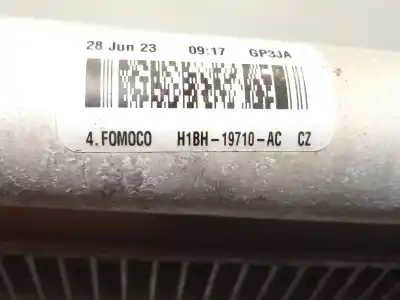 28 Jun 23 09:17 GP3JA
4.FOMOCO H1BH-19710-AC CZ